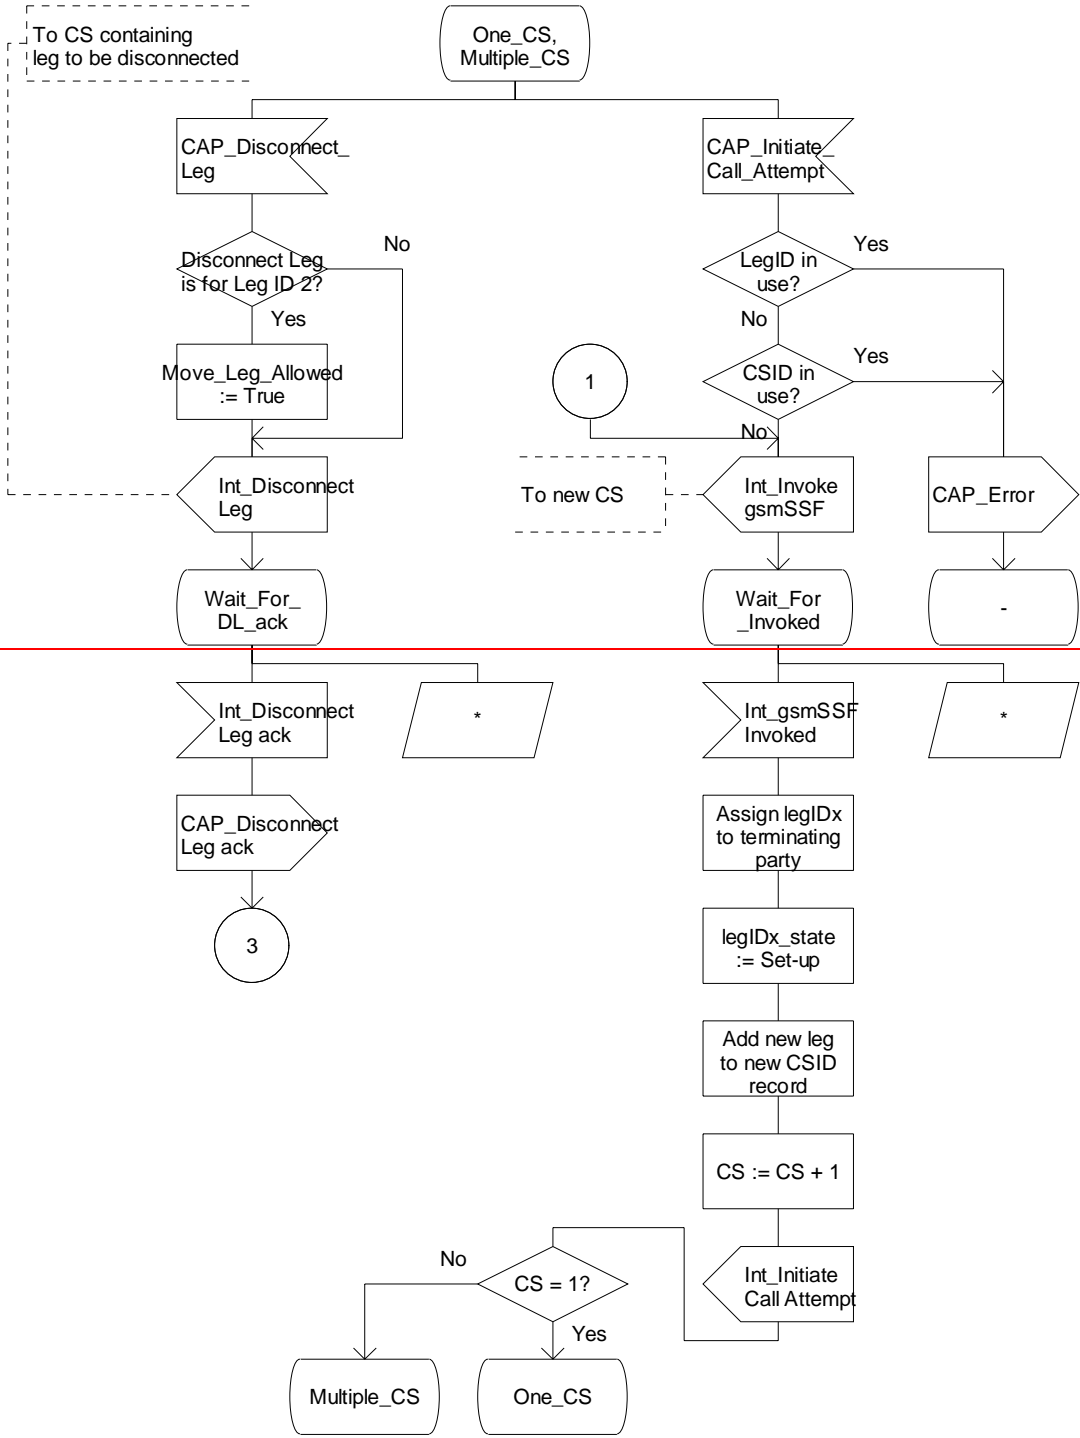 To CS containing
leg to be disconnected
One_CS,
Multiple_CS
CAP_Disconnect_
Leg
CAP_Initiate_
Call_Attempt
Disconnect Leg
is for Leg ID 2?
No
Yes
LegID in
use?
Yes
No
Move_Leg_Allowed
:= True
1
CSID in
use?
Yes
No
Int_Disconnect
Leg
To new CS
Int_Invoke
gsmSSF
CAP_Error
Wait_For_
DL_ack
Wait_For
_Invoked
-
Int_Disconnect
Leg ack
*
Int_gsmSSF
Invoked
*
CAP_Disconnect
Leg ack
Assign legIDx
to terminating
party
3
legIDx_state
:= Set-up
Add new leg
to new CSID
record
CS := CS + 1
Int_Initiate
Call Attempt
No
CS = 1?
Yes
Multiple_CS
One_CS